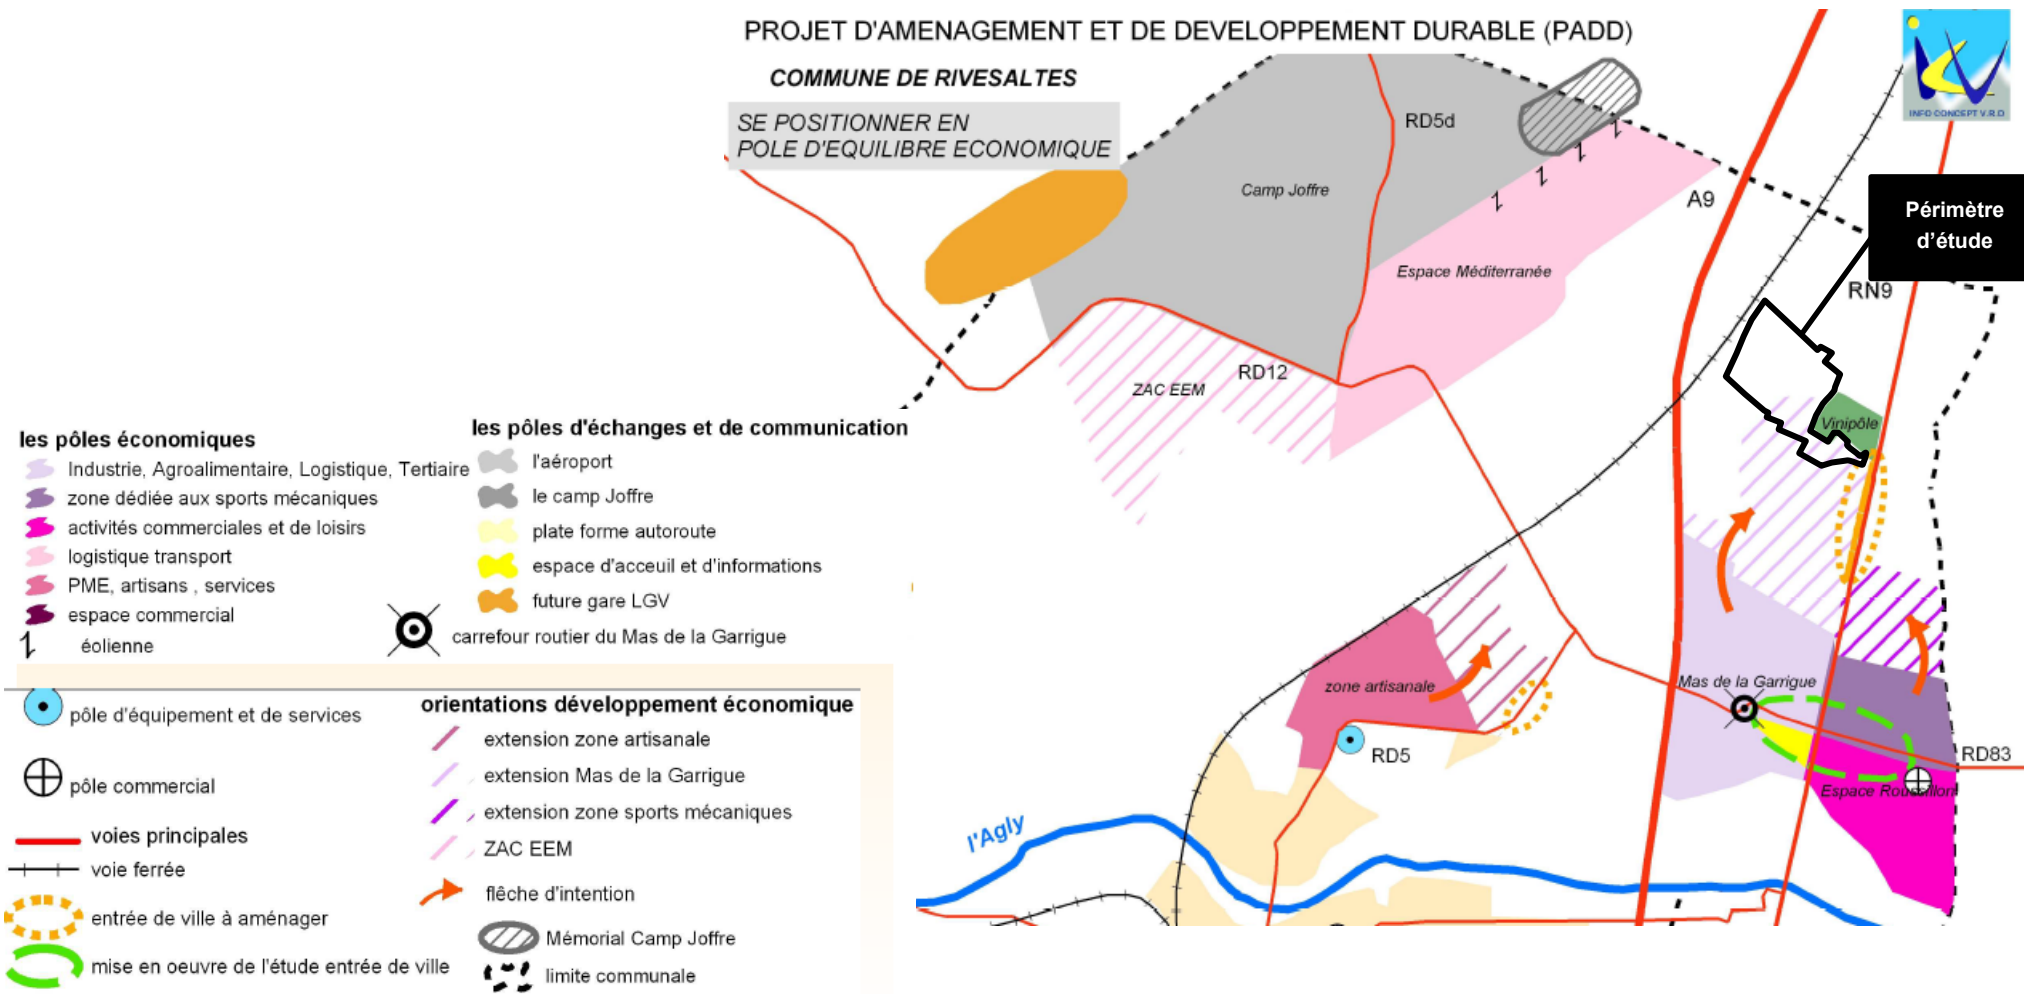 PROJET D'AMENAGEMENT ET DE DEVELOPPEMENT DURABLE (PADD)
COMMUNE DE RIVESALTES
SE POSITIONNER EN
POLE D'EQUILIBRE ECONOMIQUE
INFO CONCEPT V.R.D
RD5d
Camp Joffre
A9
Périmètre
d'étude
Espace Méditerranée
RN9
RD12
ZAC EEM
Vinipôle
zone artisanale
Mas de la Garrigue
RD5
RD83
Espace Roussillon
l'Agly
les pôles économiques
Industrie, Agroalimentaire, Logistique, Tertiaire
zone dédiée aux sports mécaniques
activités commerciales et de loisirs
logistique transport
PME, artisans , services
espace commercial
éolienne
les pôles d'échanges et de communication
l'aéroport
le camp Joffre
plate forme autoroute
espace d'acceuil et d'informations
future gare LGV
carrefour routier du Mas de la Garrigue
pôle d'équipement et de services
pôle commercial
voies principales
voie ferrée
entrée de ville à aménager
mise en oeuvre de l'étude entrée de ville
orientations développement économique
extension zone artisanale
extension Mas de la Garrigue
extension zone sports mécaniques
ZAC EEM
flêche d'intention
Mémorial Camp Joffre
limite communale